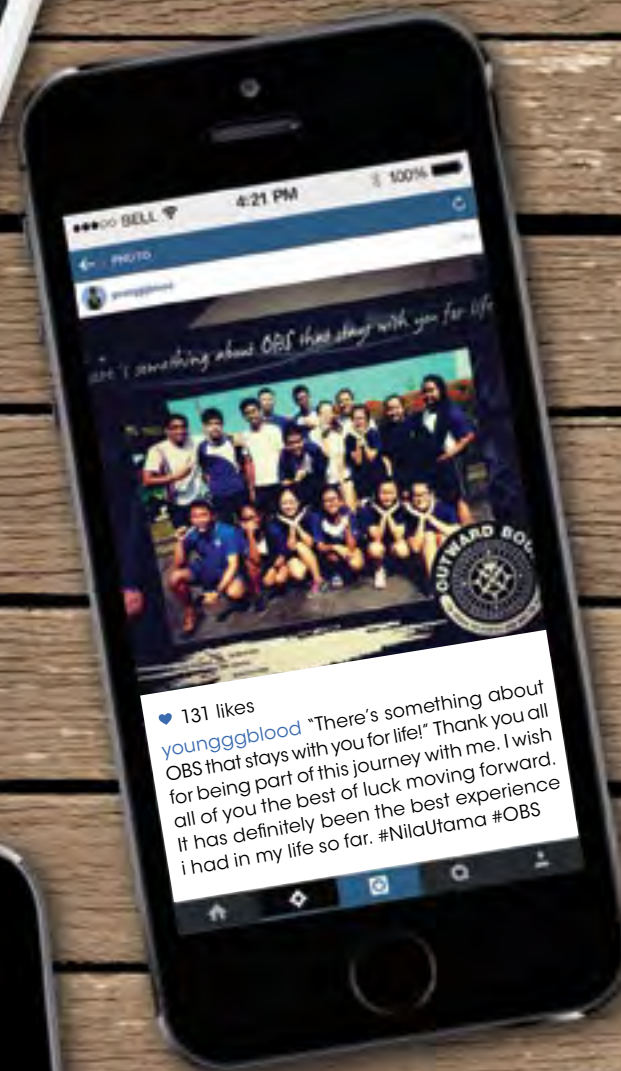 ●●●○○ BELL 4:21 PM 100%
PHOTO
youngggblood
ere's something about OBS that stays with you for life
OUTWARD BOU
131 likes
youngggblood "There's something about
OBS that stays with you for life!" Thank you all
for being part of this journey with me. I wish
all of you the best of luck moving forward.
It has definitely been the best experience
i had in my life so far. #NilaUtama #OBS